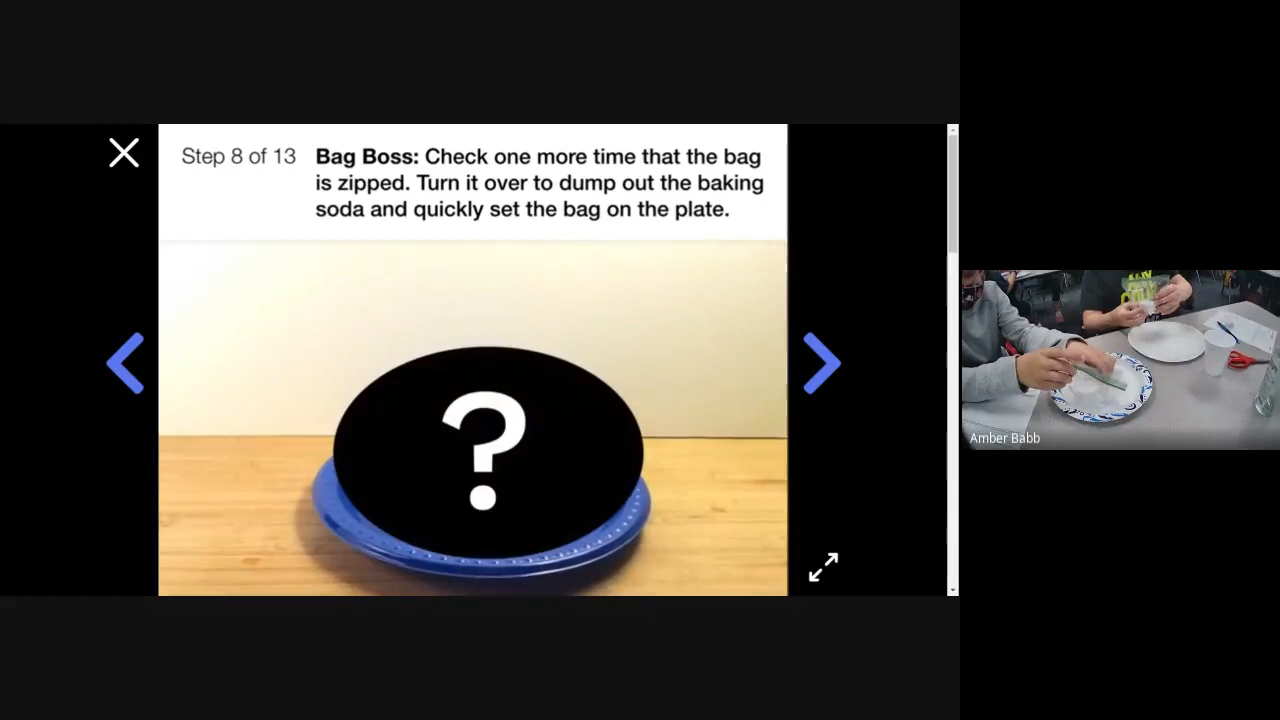 Step 8 of 13
Bag Boss: Check one more time that the bag
is zipped. Turn it over to dump out the baking
soda and quickly set the bag on the plate.
?
Amber Babb